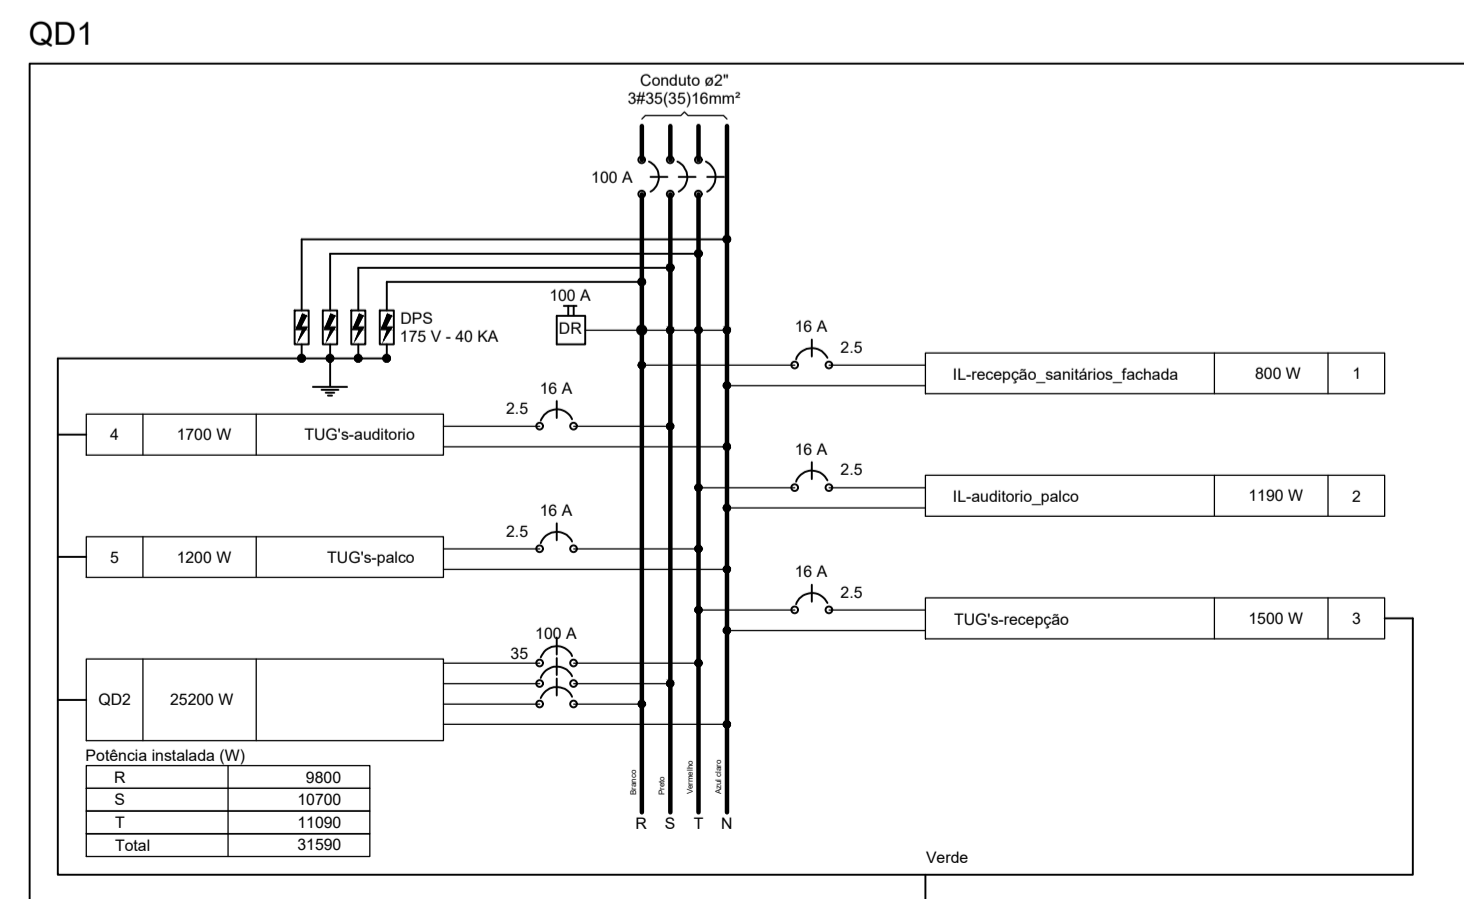 QD1
Conduto ø2"
3#35(35)16mm²
100 A
DPS
175 V - 40 KA
100 A
DR
16 A
2.5
IL-recepção_sanitários_fachada 800 W 1
16 A
2.5
4 1700 W TUG's-auditorio
16 A
2.5
IL-auditorio_palco 1190 W 2
16 A
2.5
5 1200 W TUG's-palco
16 A
2.5
TUG's-recepção 1500 W 3
100 A
35
QD2 25200 W
Potência instalada (W)
R 9800
S 10700
T 11090
Total 31590
Branco
Preto
Vermelho
Azul claro
R S T N
Verde